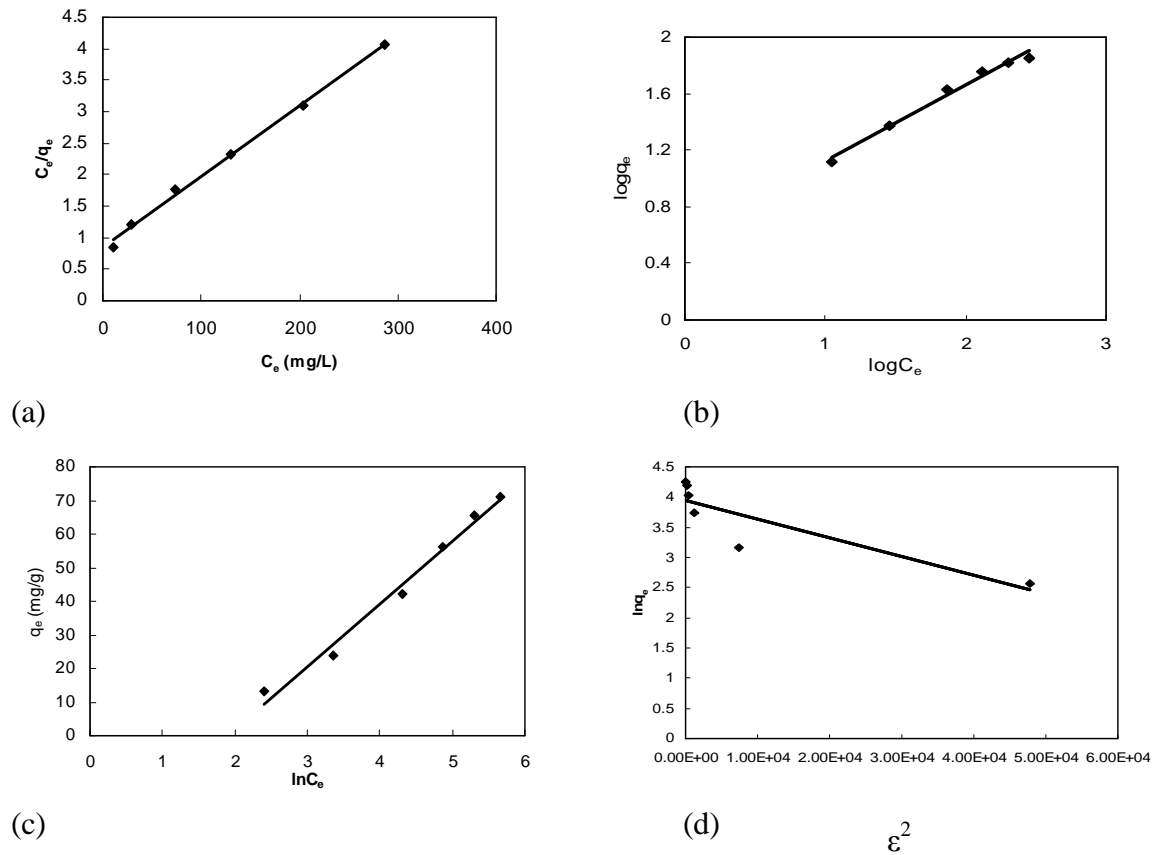 4.5
4
3.5
3
2.5
2
1.5
1
0.5
0
Cₑ/qₑ
0 100 200 300 400
Cₑ (mg/L)
(a)
2
1.6
1.2
0.8
0.4
0
logqₑ
0 1 2 3
logCₑ
(b)
80
70
60
50
40
30
20
10
0
qₑ (mg/g)
0 1 2 3 4 5 6
lnCₑ
(c)
4.5
4
3.5
3
2.5
2
1.5
1
0.5
0
lnqₑ
0.00E+00 1.00E+04 2.00E+04 3.00E+04 4.00E+04 5.00E+04 6.00E+04
(d)
ε²